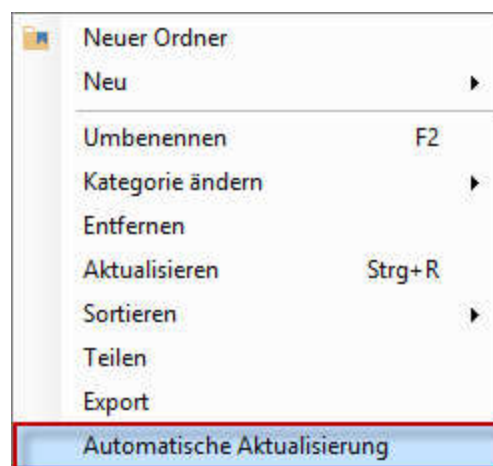 Neuer Ordner
Neu
Umbenennen F2
Kategorie ändern
Entfernen
Aktualisieren Strg+R
Sortieren
Teilen
Export
Automatische Aktualisierung